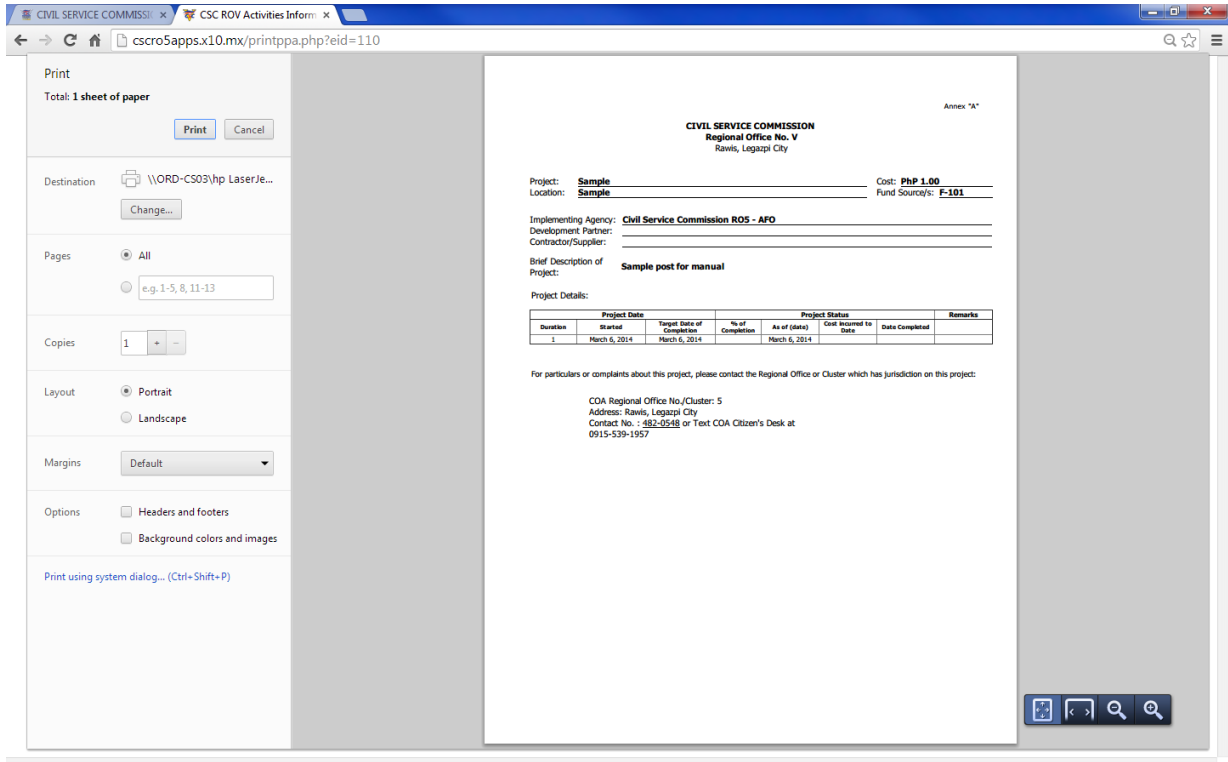 CIVIL SERVICE COMMISSIO
CSC ROV Activities Inform
cscro5apps.x10.mx/printppa.php?eid=110
Print
Total: 1 sheet of paper
Print Cancel
Destination \\ORD-CS03\hp LaserJe...
Change...
Pages All
e.g. 1-5, 8, 11-13
Copies 1 + -
Layout Portrait
Landscape
Margins Default
Options Headers and footers
Background colors and images
Print using system dialog... (Ctrl+Shift+P)
Annex "A"
CIVIL SERVICE COMMISSION
Regional Office No. V
Rawis, Legazpi City
Project: Sample Cost: PhP 1.00
Location: Sample Fund Source/s: F-101
Implementing Agency: Civil Service Commission RO5 - AFO
Development Partner:
Contractor/Supplier:
Brief Description of
Project:
Sample post for manual
Project Details:
Project Date Project Status Remarks
Duration Started Target Date of Completion % of Completion As of (date) Cost incurred to Date Date Completed
1 March 6, 2014 March 6, 2014 March 6, 2014
For particulars or complaints about this project, please contact the Regional Office or Cluster which has jurisdiction on this project:
COA Regional Office No./Cluster: 5
Address: Rawis, Legazpi City
Contact No. : 482-0548 or Text COA Citizen's Desk at
0915-539-1957